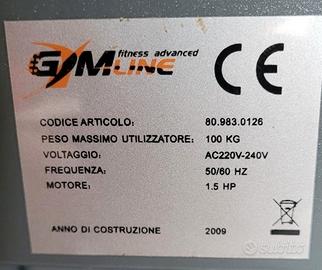 fitness advanced
GYMLINE
CE
CODICE ARTICOLO: 80.983.0126
PESO MASSIMO UTILIZZATORE: 100 KG
VOLTAGGIO: AC220V-240V
FREQUENZA: 50/60 HZ
MOTORE: 1.5 HP
ANNO DI COSTRUZIONE 2009
subito